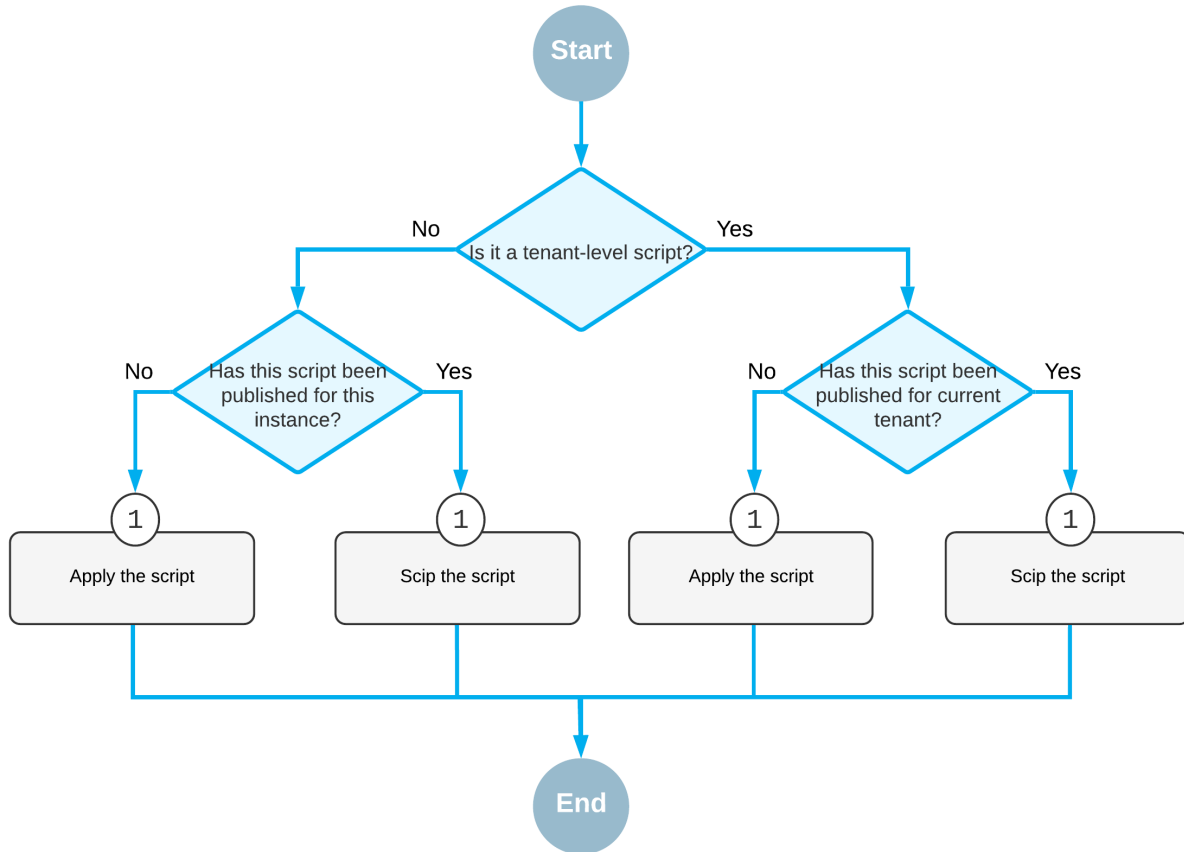 Start
No
Yes
Is it a tenant-level script?
No
Has this script been
published for this
instance?
Yes
No
Has this script been
published for current
tenant?
Yes
1
Apply the script
1
Scip the script
1
Apply the script
1
Scip the script
End